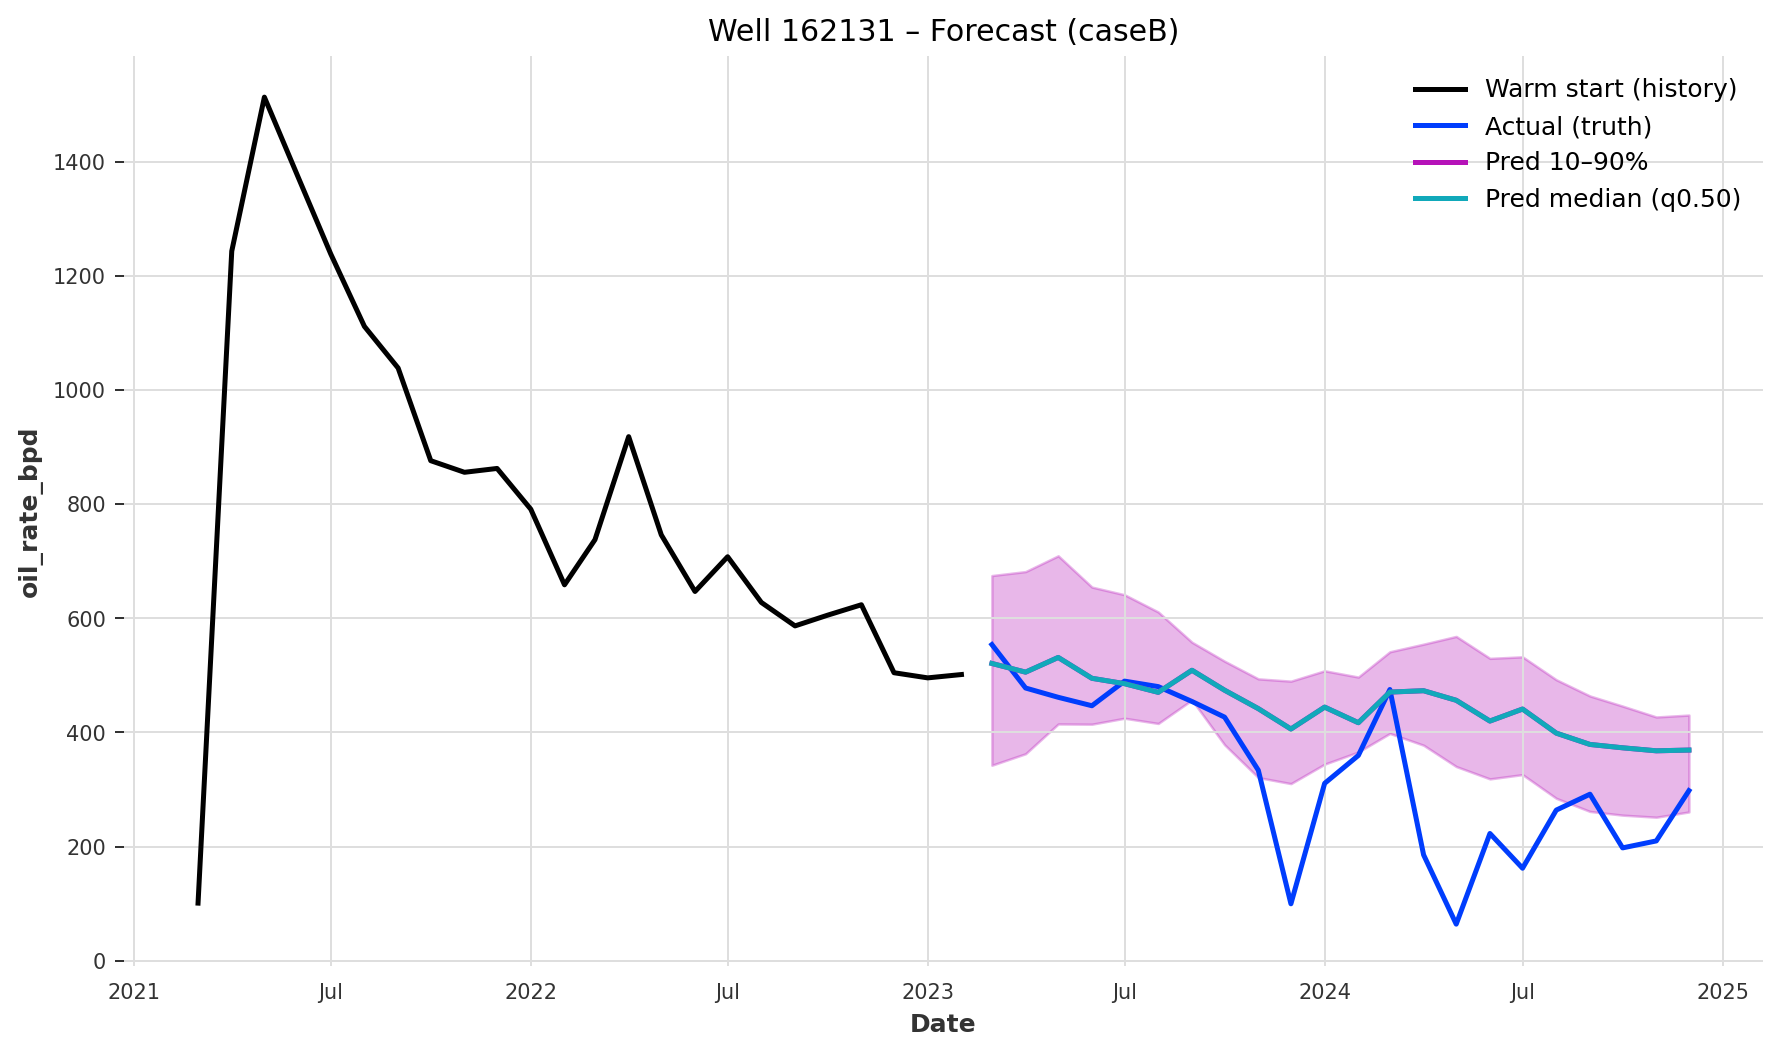 Well 162131 – Forecast (caseB)
Warm start (history)
Actual (truth)
Pred 10–90%
Pred median (q0.50)
oil_rate_bpd
1400
1200
1000
800
600
400
200
0
2021
Jul
2022
Jul
2023
Jul
2024
Jul
2025
Date